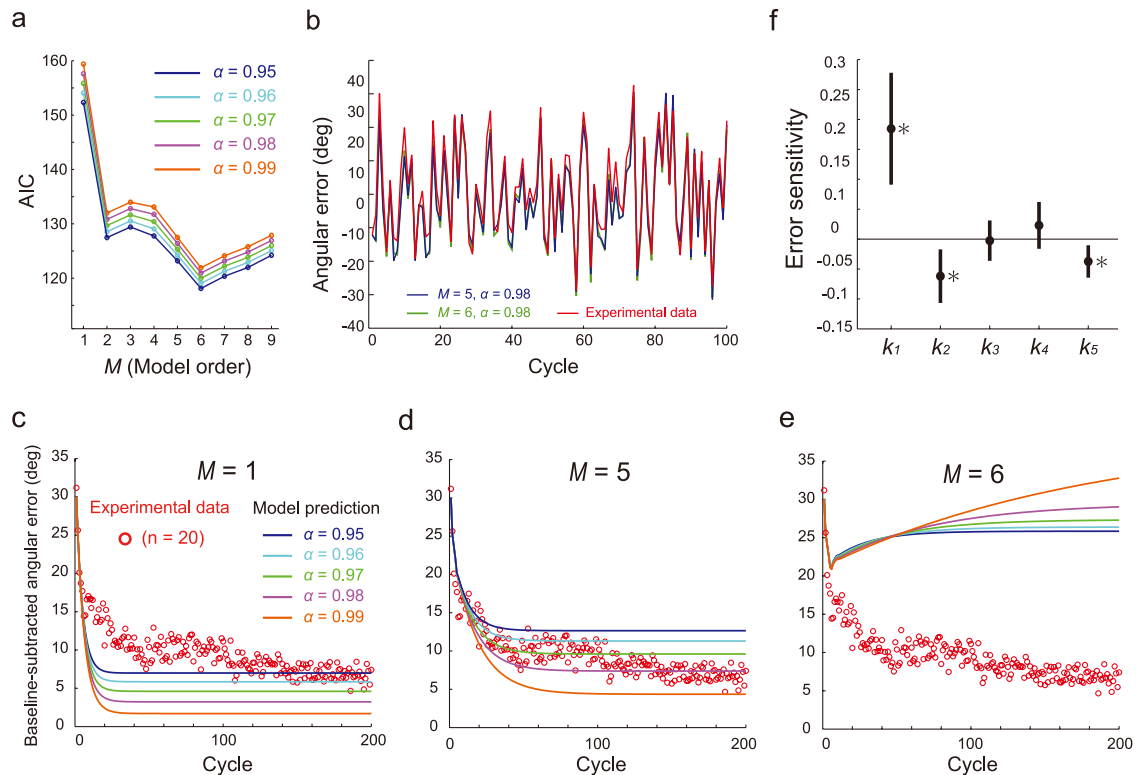 a
160
150
140
130
120
AIC
α = 0.95
α = 0.96
α = 0.97
α = 0.98
α = 0.99
1 2 3 4 5 6 7 8 9
M (Model order)
b
40
30
20
10
0
-10
-20
-30
-40
Angular error (deg)
M = 5, α = 0.98
M = 6, α = 0.98
Experimental data
0 20 40 60 80 100
Cycle
f
0.3
0.25
0.2
0.15
0.1
0.05
0
-0.05
-0.1
-0.15
Error sensitivity
*
*
*
k1 k2 k3 k4 k5
c
35
30
25
20
15
10
5
0
Baseline-subtracted angular error (deg)
M = 1
Experimental data
(n = 20)
Model prediction
α = 0.95
α = 0.96
α = 0.97
α = 0.98
α = 0.99
0 100 200
Cycle
d
35
30
25
20
15
10
5
0
M = 5
0 100 200
Cycle
e
35
30
25
20
15
10
5
0
M = 6
0 100 200
Cycle